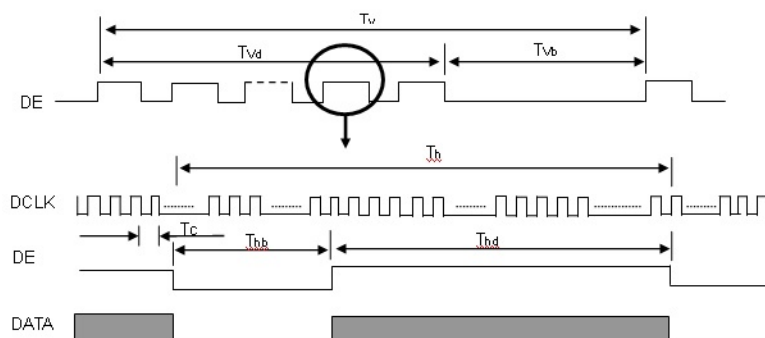 Tv
Tvd
Tvb
DE
Th
DCLK
Tc
Thb
Thd
DE
DATA